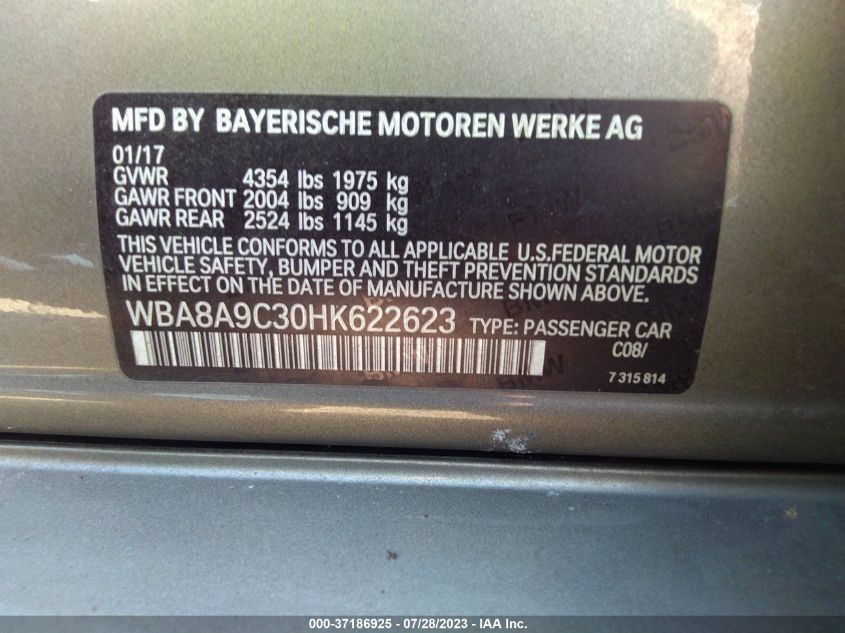 MFD BY BAYERISCHE MOTOREN WERKE AG
01/17
GVWR 4354 lbs 1975 kg
GAWR FRONT 2004 lbs 909 kg
GAWR REAR 2524 lbs 1145 kg
THIS VEHICLE CONFORMS TO ALL APPLICABLE U.S.FEDERAL MOTOR
VEHICLE SAFETY, BUMPER AND THEFT PREVENTION STANDARDS
IN EFFECT ON THE DATE OF MANUFACTURE SHOWN ABOVE.
WBA8A9C30HK622623 TYPE: PASSENGER CAR
C08/
7315814
000-37186925 - 07/28/2023 - IAA Inc.